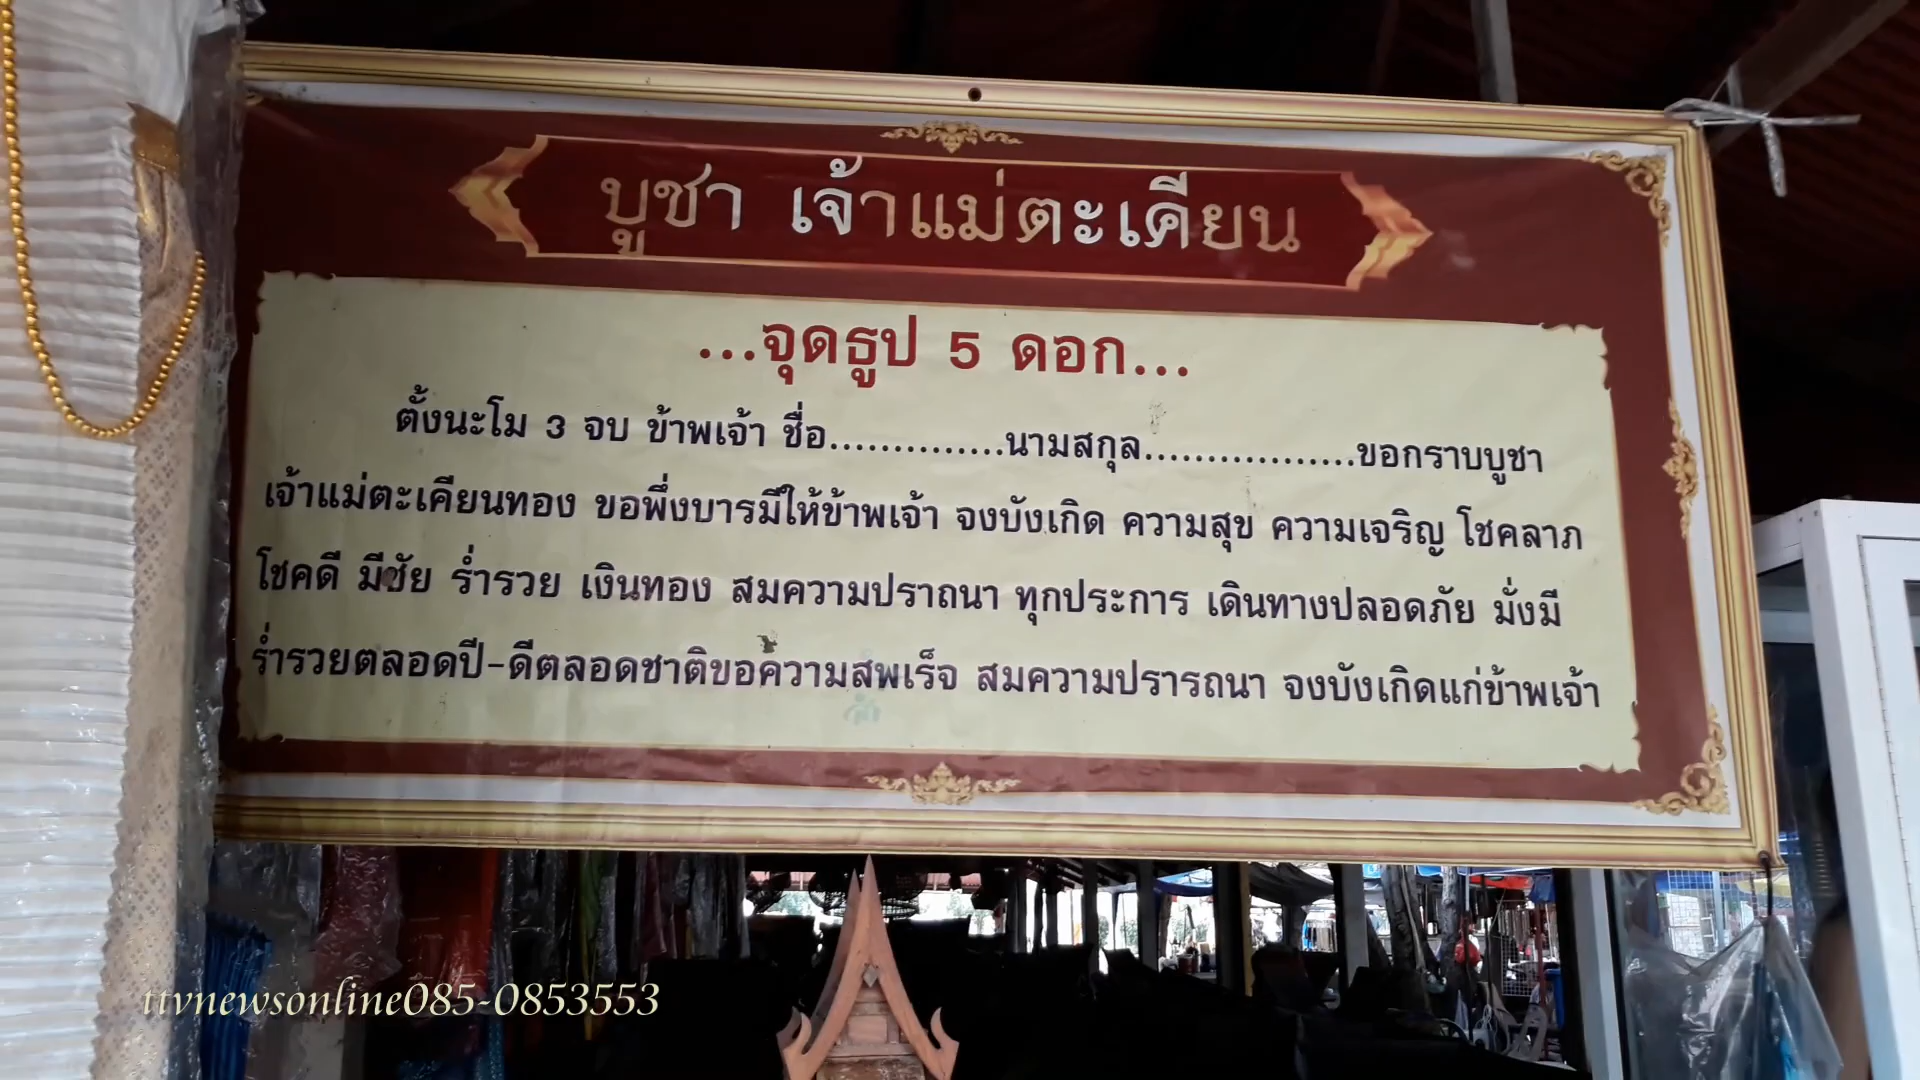 บูชา เจ้าแม่ตะเคียน
...จุดธูป 5 ดอก...
ตั้งนะโม 3 จบ ข้าพเจ้า ชื่อ..............นามสกุล.................ขอกราบบูชา
เจ้าแม่ตะเคียนทอง ขอพึ่งบารมีให้ข้าพเจ้า จงบังเกิด ความสุข ความเจริญ โชคลาภ
โชคดี มีชัย ร่ำรวย เงินทอง สมความปราถนา ทุกประการ เดินทางปลอดภัย มั่งมี
ร่ำรวยตลอดปี-ดีตลอดชาติขอความสพเร็จ สมความปรารถนา จงบังเกิดแก่ข้าพเจ้า
ttvnewsonline085-0853553